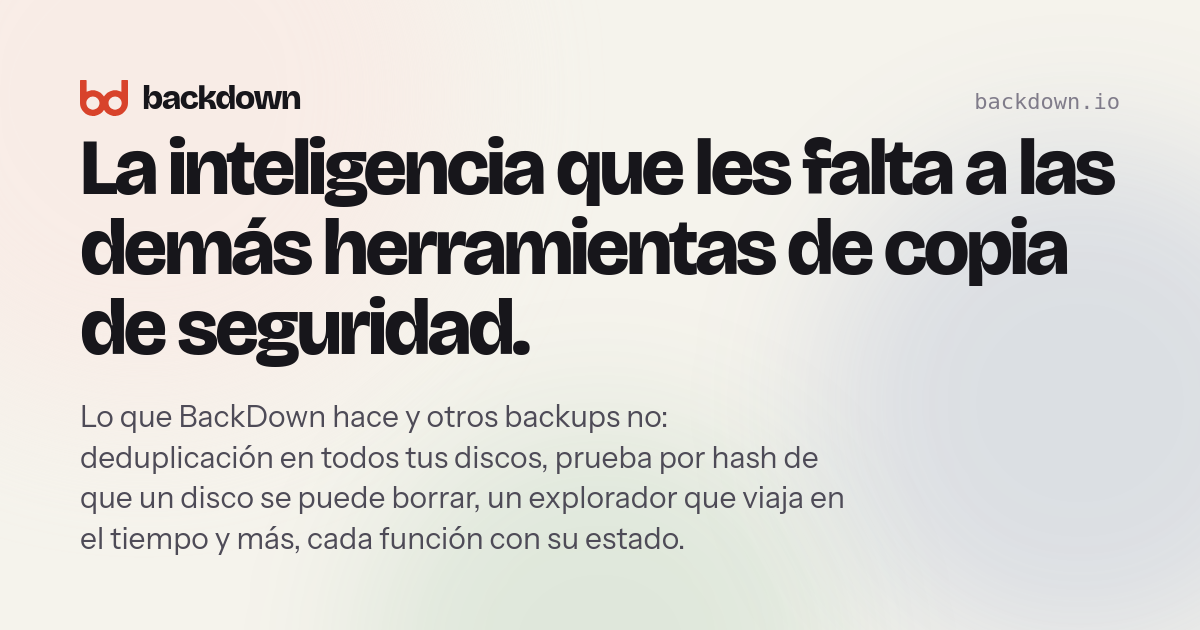 backdown
backdown.io
La inteligencia que les falta a las
demás herramientas de copia
de seguridad.
Lo que BackDown hace y otros backups no:
deduplicación en todos tus discos, prueba por hash de
que un disco se puede borrar, un explorador que viaja en
el tiempo y más, cada función con su estado.